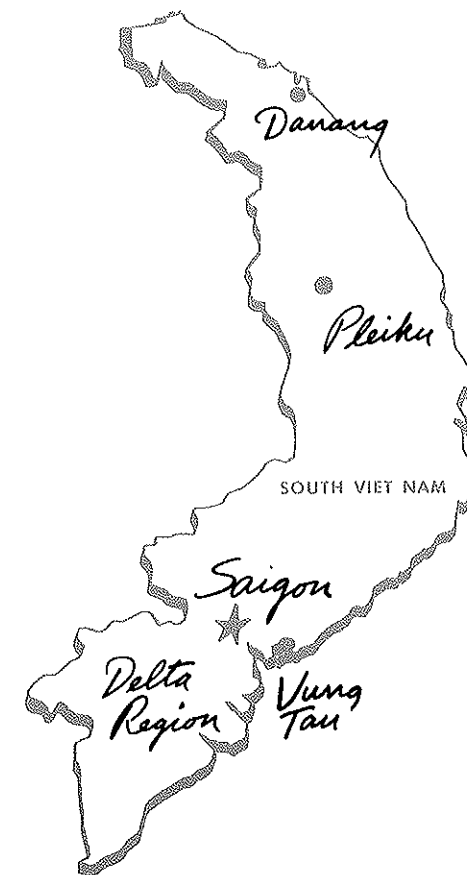 Danang
Pleiku
SOUTH VIET NAM
Saigon
Delta
Region
Vung
Tau